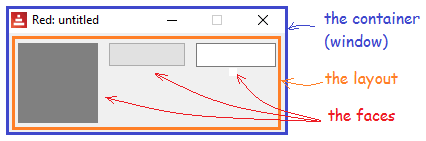 Red: untitled
the container
(window)
the layout
the faces